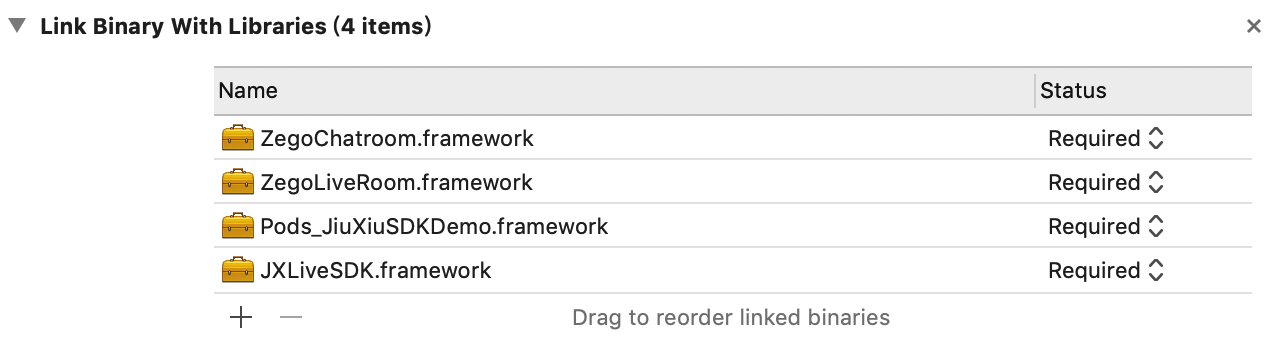 Link Binary With Libraries (4 items)
Name Status
ZegoChatroom.framework Required
ZegoLiveRoom.framework Required
Pods_JiuXiuSDKDemo.framework Required
JXLiveSDK.framework Required
Drag to reorder linked binaries